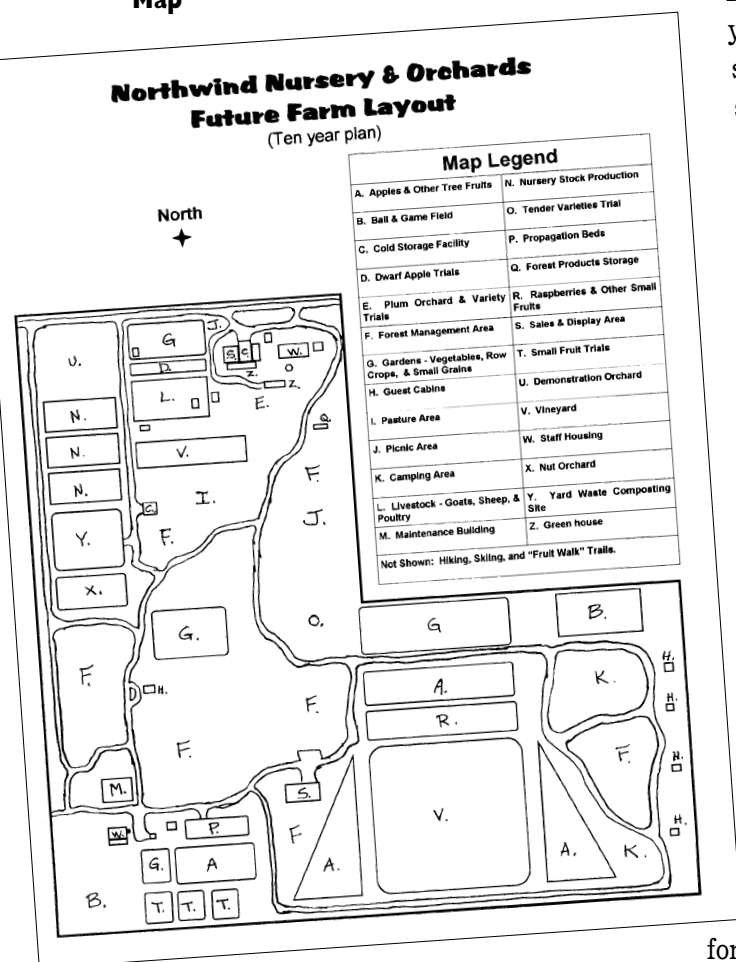 Map
Northwind Nursery & Orchards
Future Farm Layout
(Ten year plan)
North
Map Legend
A. Apples & Other Tree Fruits
B. Ball & Game Field
C. Cold Storage Facility
D. Dwarf Apple Trials
E. Plum Orchard & Variety
Trials
F. Forest Management Area
G. Gardens - Vegetables, Row
Crops, & Small Grains
H. Guest Cabins
I. Pasture Area
J. Picnic Area
K. Camping Area
L. Livestock - Goats, Sheep, &
Poultry
M. Maintenance Building
N. Nursery Stock Production
O. Tender Varieties Trial
P. Propagation Beds
Q. Forest Products Storage
R. Raspberries & Other Small
Fruits
S. Sales & Display Area
T. Small Fruit Trials
U. Demonstration Orchard
V. Vineyard
W. Staff Housing
X. Nut Orchard
Y. Yard Waste Composting
Site
Z. Green house
Not Shown: Hiking, Skiing, and "Fruit Walk" Trails.
U.
G
J.
S.
C.
W.
D.
Z.
O
Z.
L.
E.
N.
Q.
N.
V.
F.
N.
I.
C.
J.
Y.
F.
X.
G.
O.
G
B.
F.
H.
A.
K.
H.
H.
R.
F.
F.
F.
H.
M.
S.
V.
W.
P.
F
H.
G.
A
A.
A.
K.
B.
T.
T.
T.
for